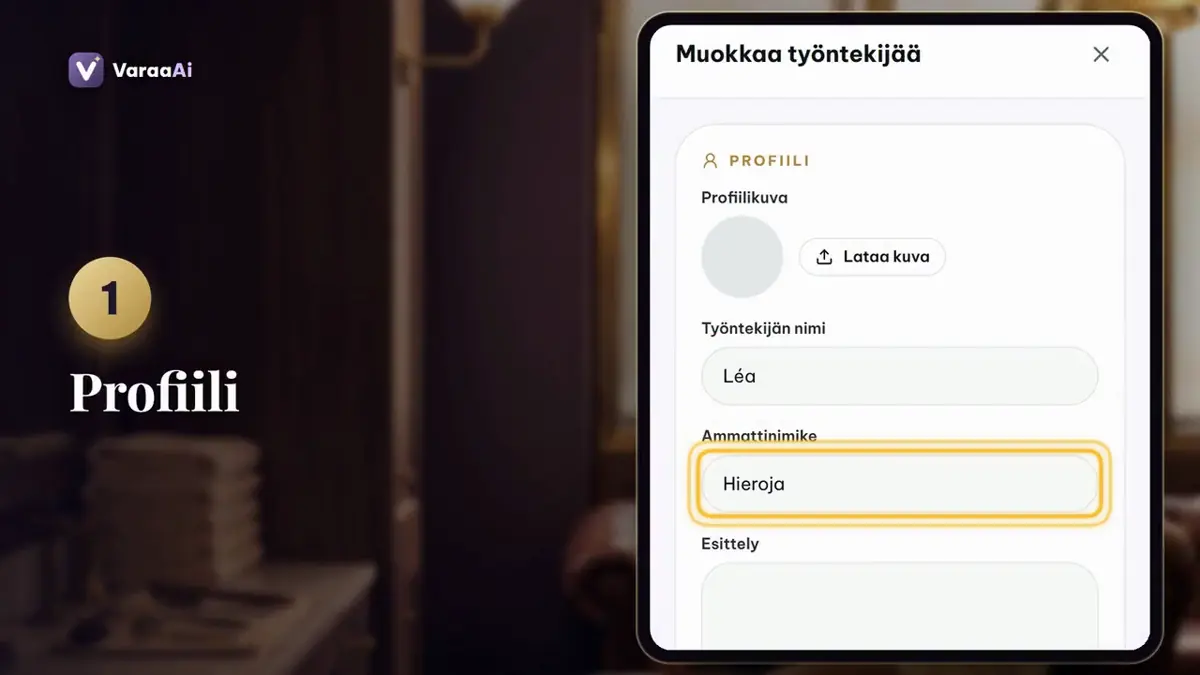 VaraaAi
1
Profiili
Muokkaa työntekijää
PROFIILI
Profiilikuva
Lataa kuva
Työntekijän nimi
Léa
Ammattinimike
Hieroja
Esittely